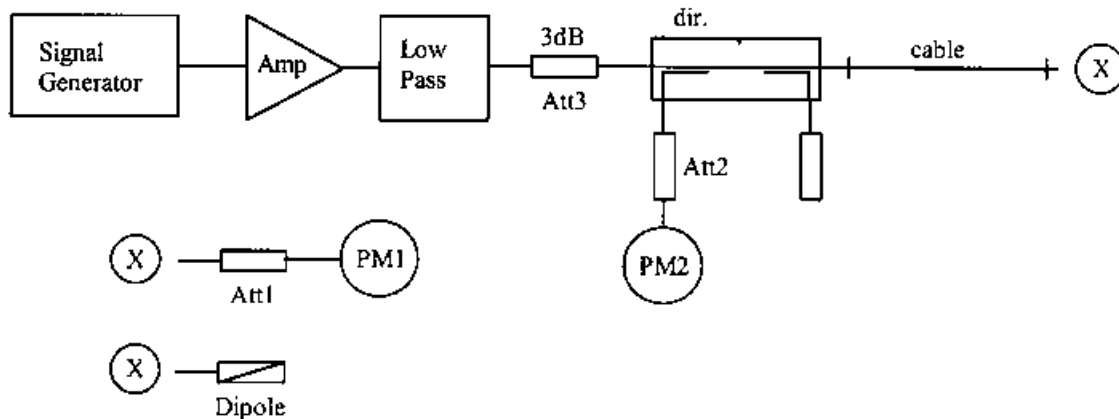 Signal
Generator
Amp
Low
Pass
3dB
Att3
dir.
cable
X
Att2
PM2
X
Att1
PM1
X
Dipole